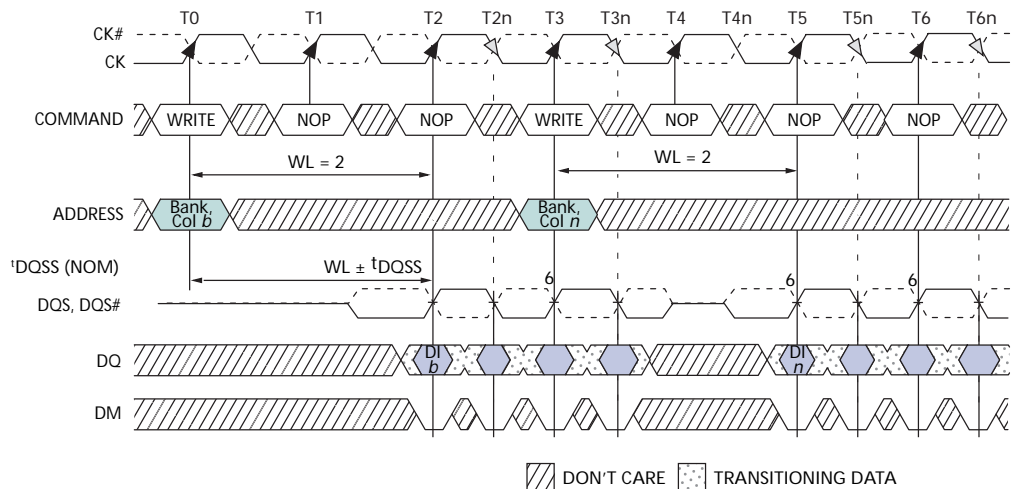 T0 T1 T2 T2n T3 T3n T4 T4n T5 T5n T6 T6n
CK#
CK
COMMAND WRITE NOP NOP WRITE NOP NOP NOP
WL = 2 WL = 2
ADDRESS Bank, Col b Bank, Col n
tDQSS (NOM) WL ± tDQSS
6 6 6
DQS, DQS#
DQ DI b DI n
DM
DON'T CARE TRANSITIONING DATA